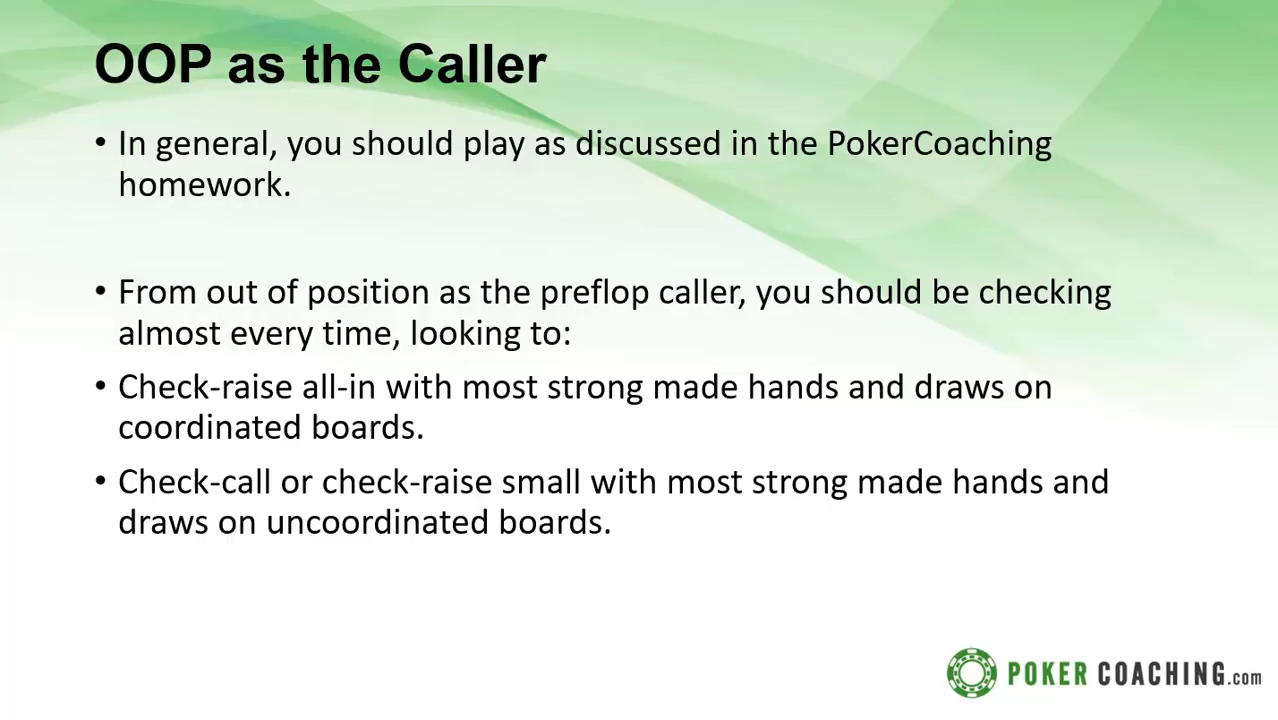 OOP as the Caller
• In general, you should play as discussed in the PokerCoaching
homework.
• From out of position as the preflop caller, you should be checking
almost every time, looking to:
• Check-raise all-in with most strong made hands and draws on
coordinated boards.
• Check-call or check-raise small with most strong made hands and
draws on uncoordinated boards.
POKER COACHING.com